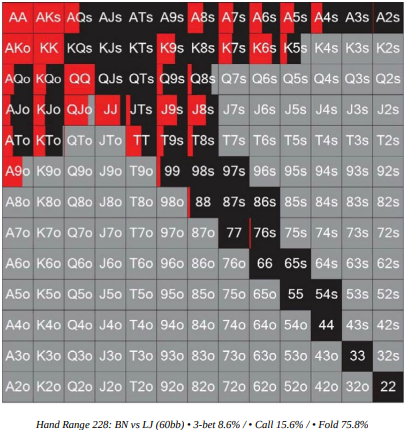 AA AKs AQs AJs ATs A9s A8s A7s A6s A5s A4s A3s A2s
AKo KK KQs KJs KTs K9s K8s K7s K6s K5s K4s K3s K2s
AQo KQo QQ QJs QTs Q9s Q8s Q7s Q6s Q5s Q4s Q3s Q2s
AJo KJo QJo JJ JTs J9s J8s J7s J6s J5s J4s J3s J2s
ATo KTo QTo JTo TT T9s T8s T7s T6s T5s T4s T3s T2s
A9o K9o Q9o J9o T9o 99 98s 97s 96s 95s 94s 93s 92s
A8o K8o Q8o J8o T8o 98o 88 87s 86s 85s 84s 83s 82s
A7o K7o Q7o J7o T7o 97o 87o 77 76s 75s 74s 73s 72s
A6o K6o Q6o J6o T6o 96o 86o 76o 66 65s 64s 63s 62s
A5o K5o Q5o J5o T5o 95o 85o 75o 65o 55 54s 53s 52s
A4o K4o Q4o J4o T4o 94o 84o 74o 64o 54o 44 43s 42s
A3o K3o Q3o J3o T3o 93o 83o 73o 63o 53o 43o 33 32s
A2o K2o Q2o J2o T2o 92o 82o 72o 62o 52o 42o 32o 22
Hand Range 228: BN vs LJ (60bb) • 3-bet 8.6% / • Call 15.6% / • Fold 75.8%